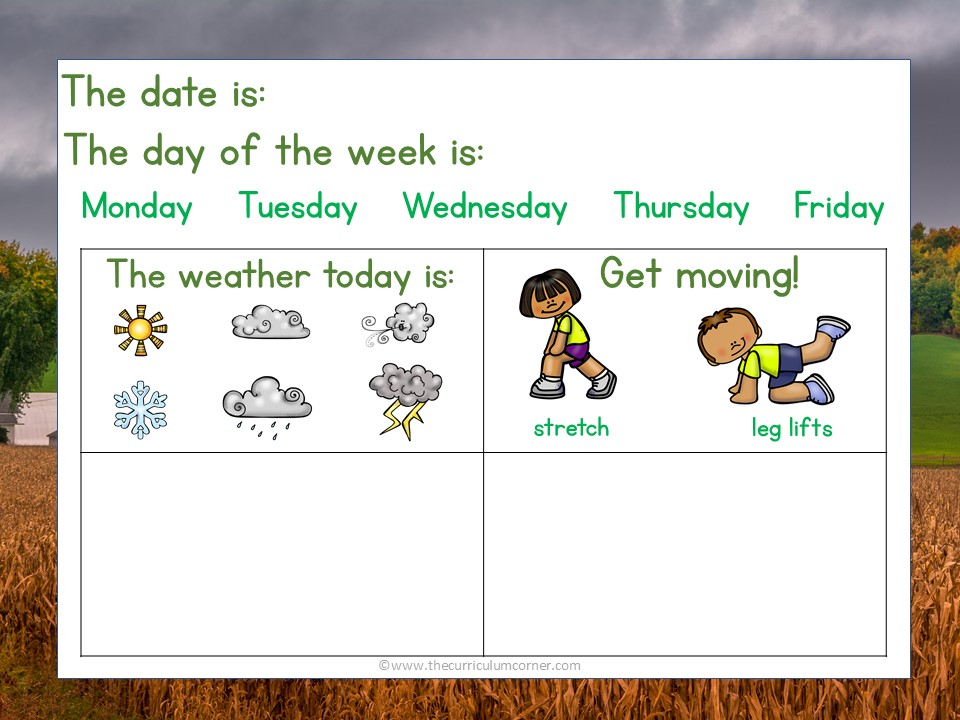 The date is:
The day of the week is:
Monday Tuesday Wednesday Thursday Friday
The weather today is:
Get moving!
stretch leg lifts
©www.thecurriculumcorner.com